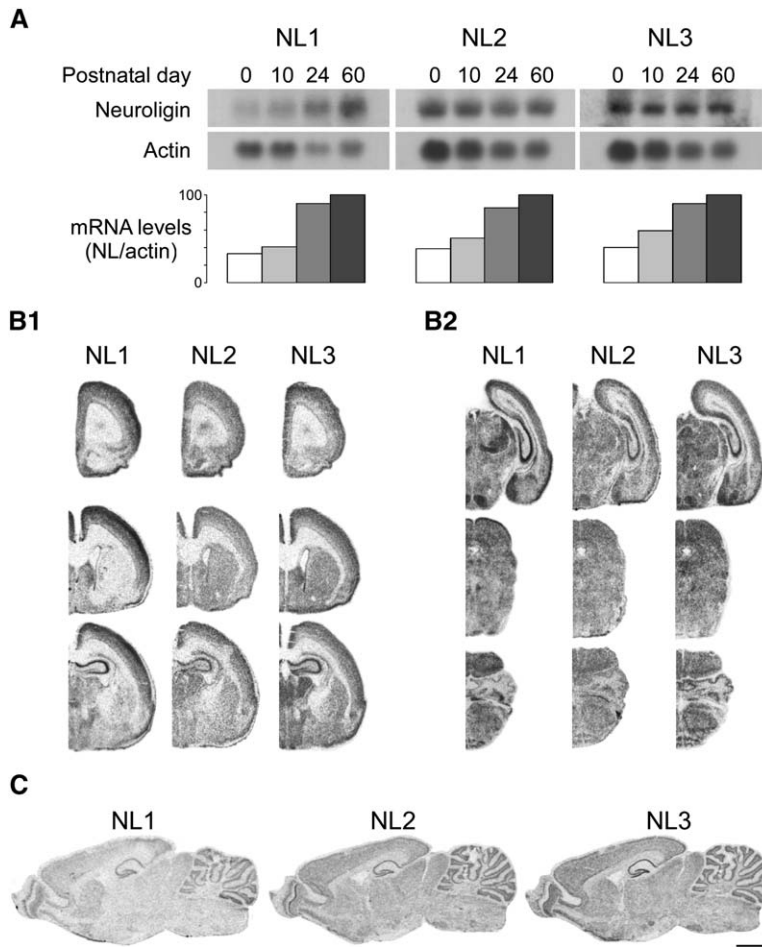 A
NL1 NL2 NL3
Postnatal day 0 10 24 60 0 10 24 60 0 10 24 60
Neuroligin
Actin
100
mRNA levels
(NL/actin)
0
B1 B2
NL1 NL2 NL3 NL1 NL2 NL3
C
NL1 NL2 NL3